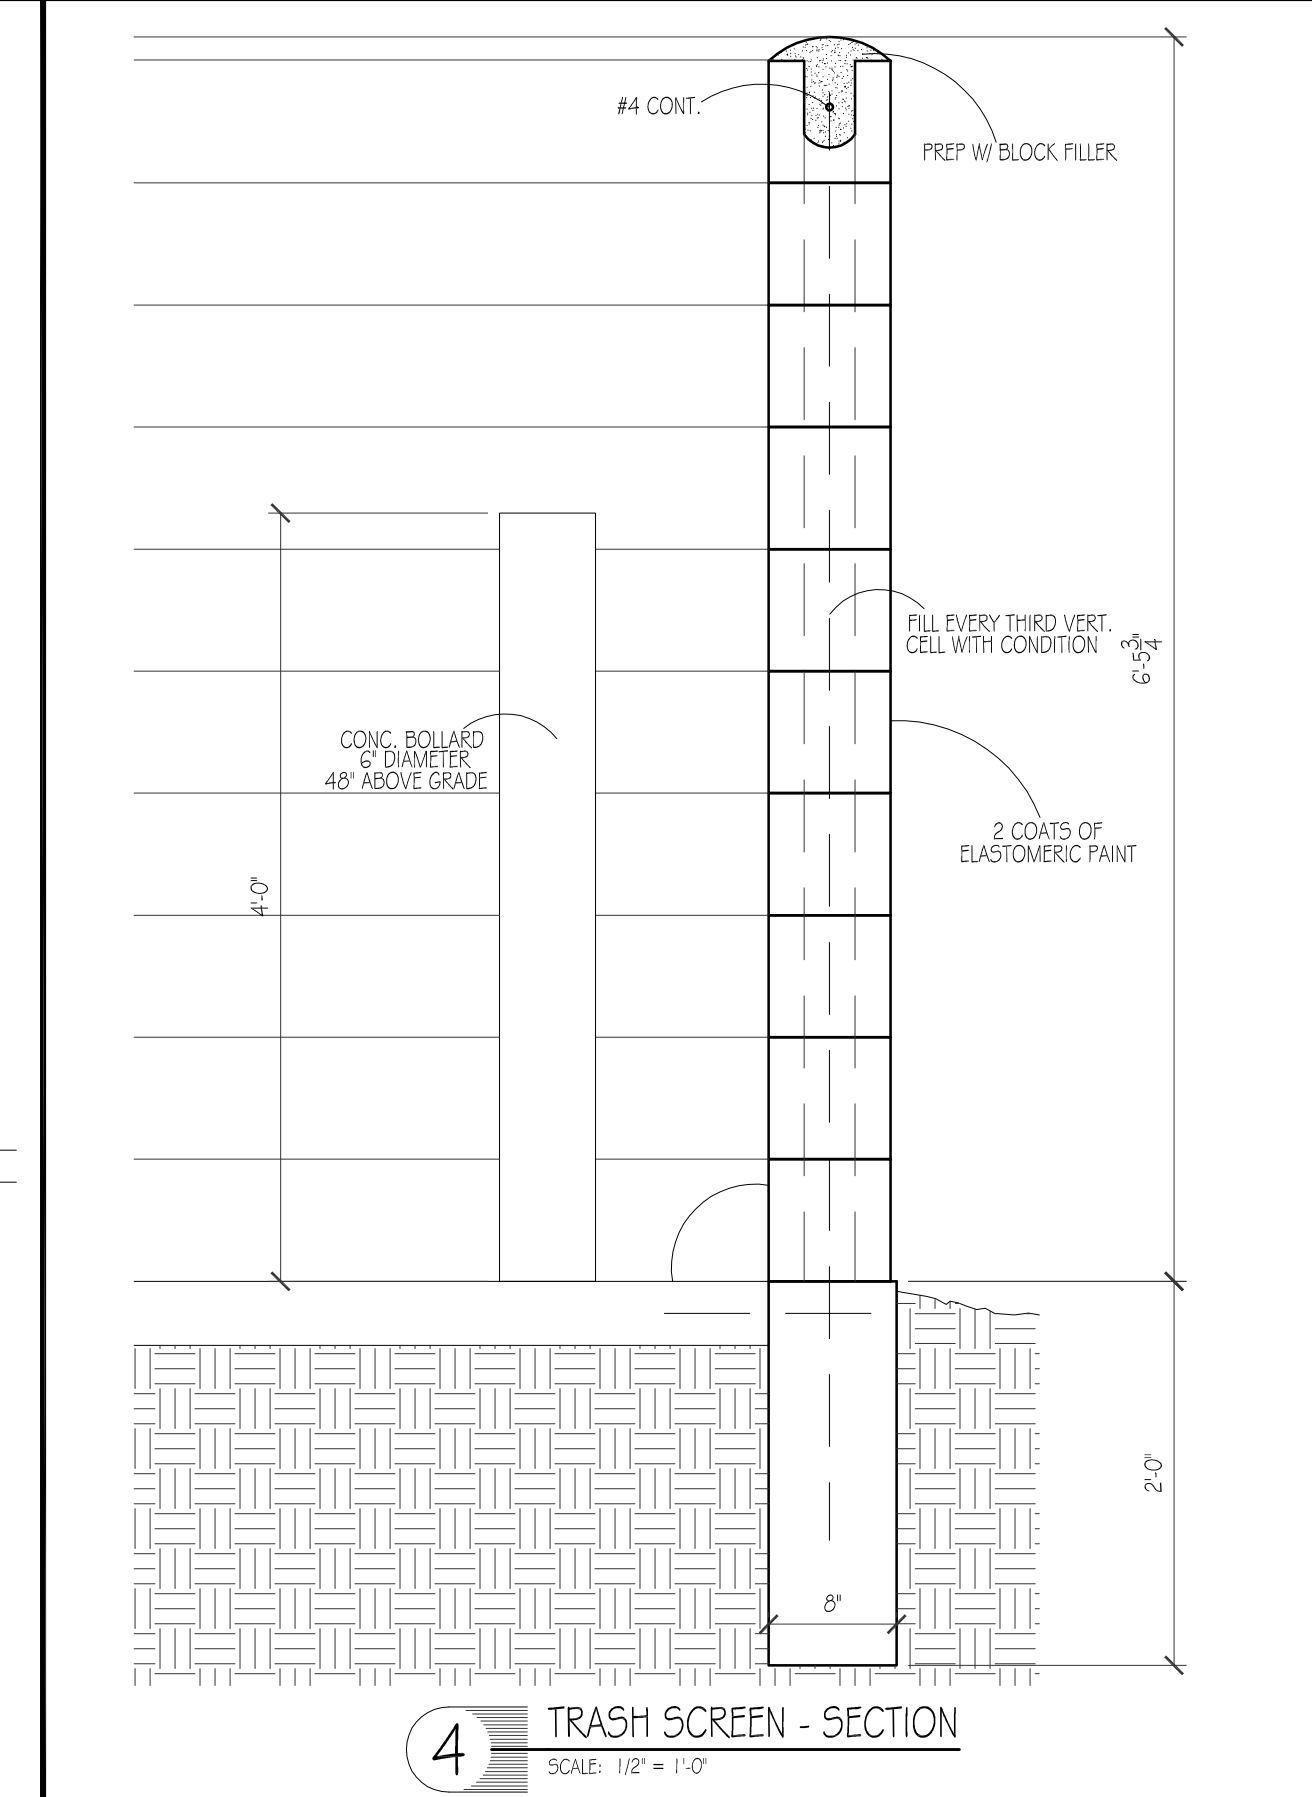 #4 CONT.
PREP W/ BLOCK FILLER
FILL EVERY THIRD VERT.
CELL WITH CONDITION
6'-5 3/4"
CONC. BOLLARD
6" DIAMETER
48" ABOVE GRADE
2 COATS OF
ELASTOMERIC PAINT
4'-0"
2'-0"
8"
4
TRASH SCREEN - SECTION
SCALE: 1/2" = 1'-0"